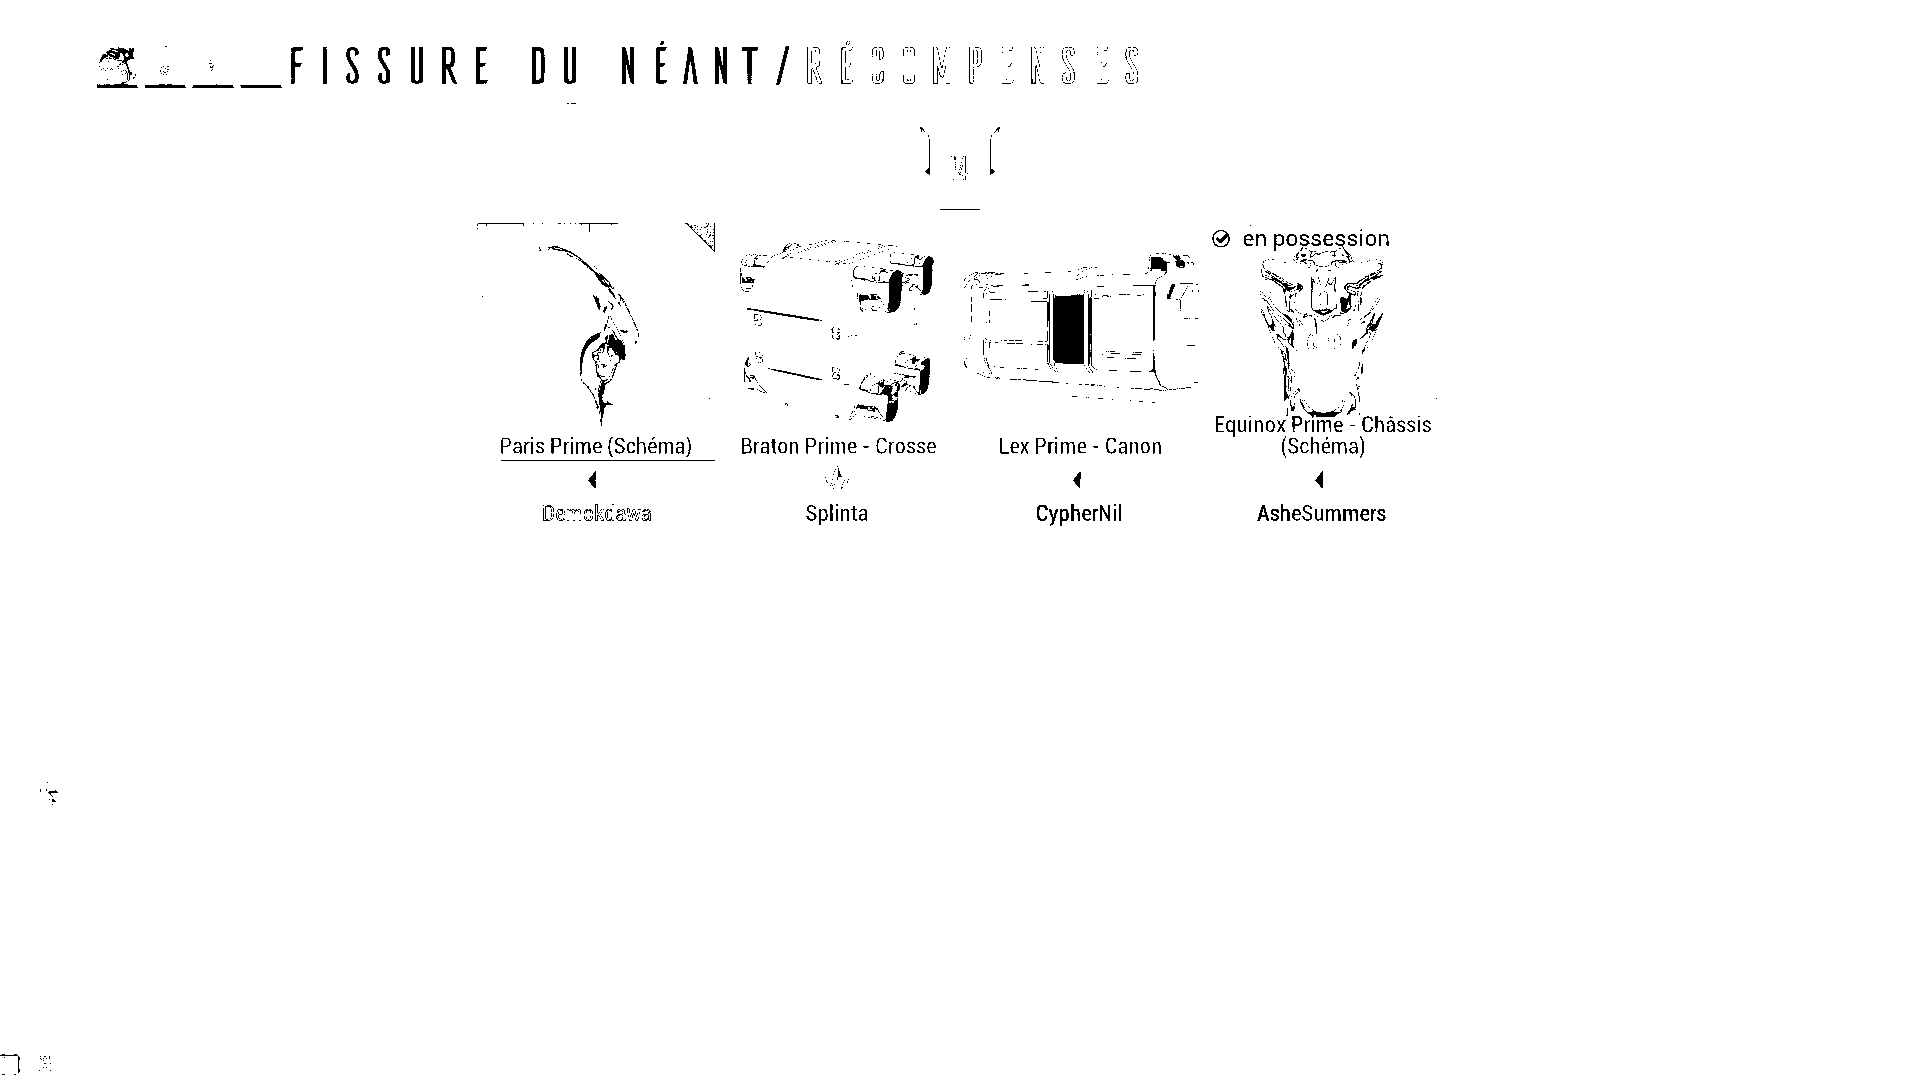 FISSURE DU NÉANT/RÉCOMPENSES
en possession
Paris Prime (Schéma)
Braton Prime - Crosse
Lex Prime - Canon
Equinox Prime - Châssis
(Schéma)
Demokdawa
Splinta
CypherNil
AsheSummers